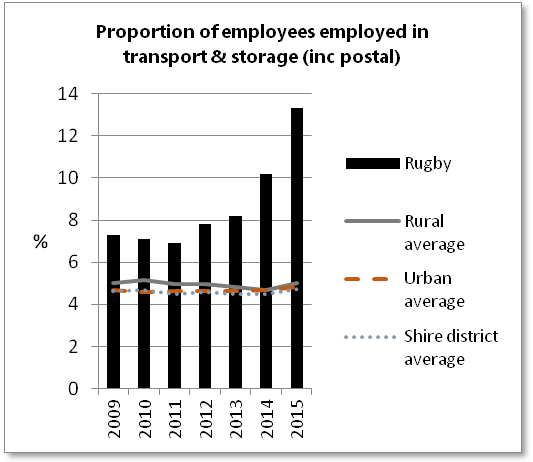 Proportion of employees employed in
transport & storage (inc postal)
14
12
10
8
6
4
2
0
%
2009
2010
2011
2012
2013
2014
2015
Rugby
Rural
average
Urban
average
Shire district
average